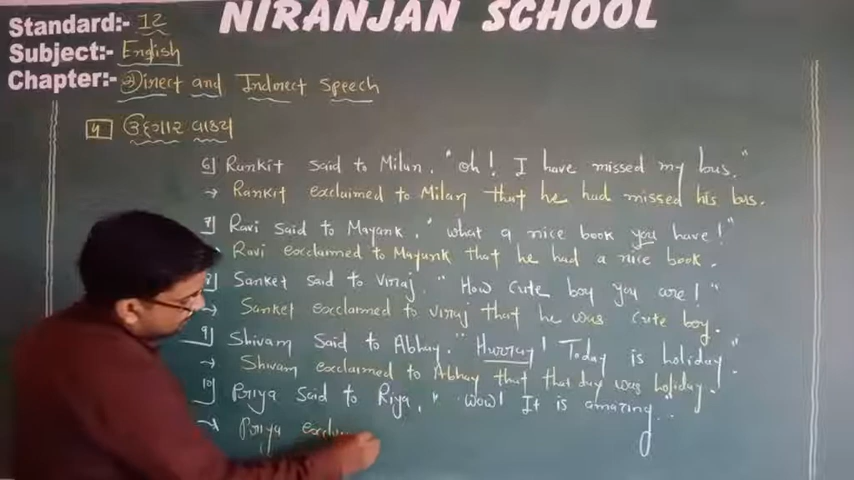 NIRANJAN SCHOOL
Standard:- 12
Subject:- English
Chapter:- ② Direct and Indirect Speech
૫ ઉદ્દગાર વાક્ય
6] Rankit said to Milan. "oh! I have missed my bus."
→ Rankit exclaimed to Milan that he had missed his bus.
7] Ravi said to Mayank. "what a nice book you have!"
Ravi exclaimed to Mayank that he had a nice book.
Sanket said to viraj. "How cute boy you are!"
→ Sanket exclaimed to viraj that he was cute boy.
9] Shivam said to Abhay. "Hurray! Today is holiday".
→ Shivam exclaimed to Abhay that that day was holiday.
10] Priya said to Riya, "wow! It is amazing".
→ Priya exclu